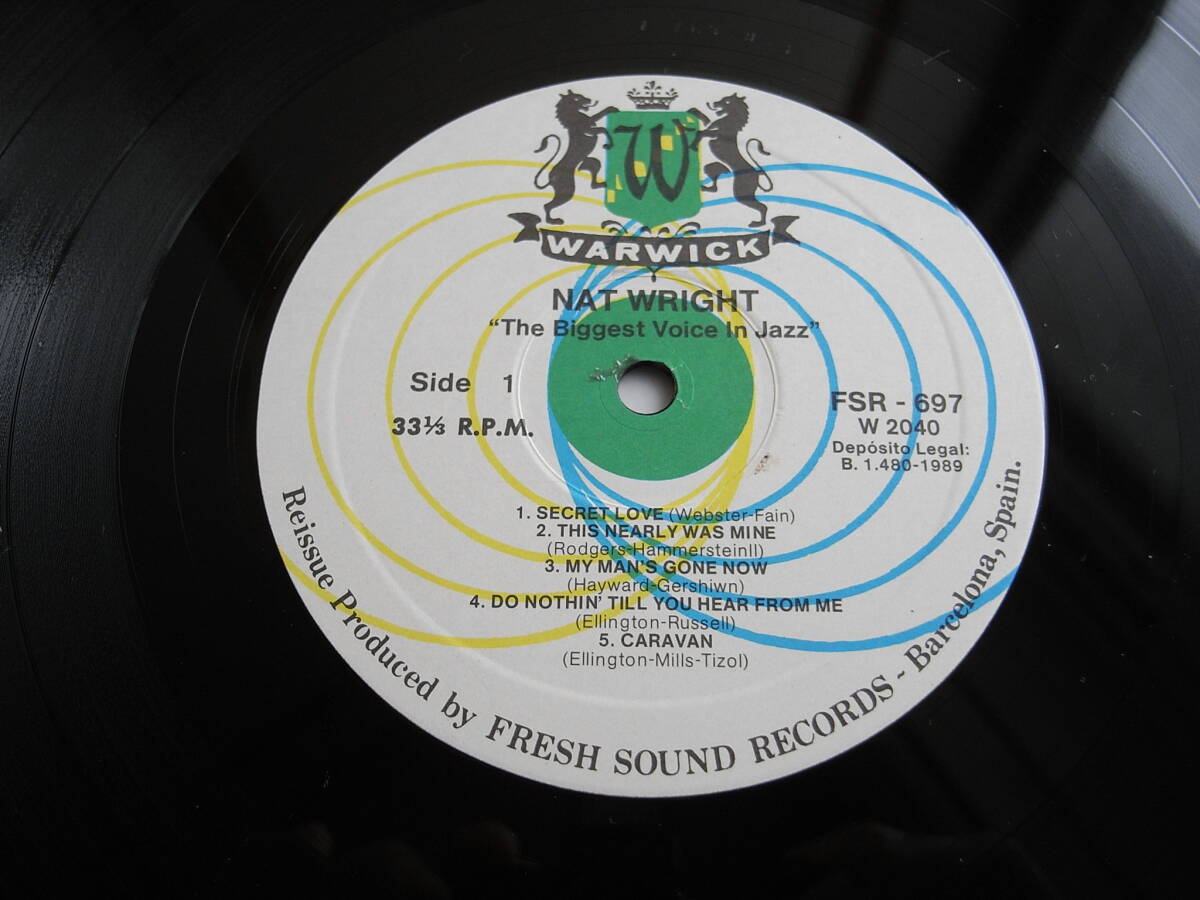 W
WARWICK
NAT WRIGHT
"The Biggest Voice In Jazz"
Side 1
33⅓ R.P.M.
FSR - 697
W 2040
Depósito Legal:
B. 1.480-1989
1. SECRET LOVE (Webster-Fain)
2. THIS NEARLY WAS MINE
(Rodgers-HammersteinII)
3. MY MAN'S GONE NOW
(Hayward-Gershiwn)
4. DO NOTHIN' TILL YOU HEAR FROM ME
(Ellington-Russell)
5. CARAVAN
(Ellington-Mills-Tizol)
Reissue Produced by FRESH SOUND RECORDS - Barcelona, Spain.